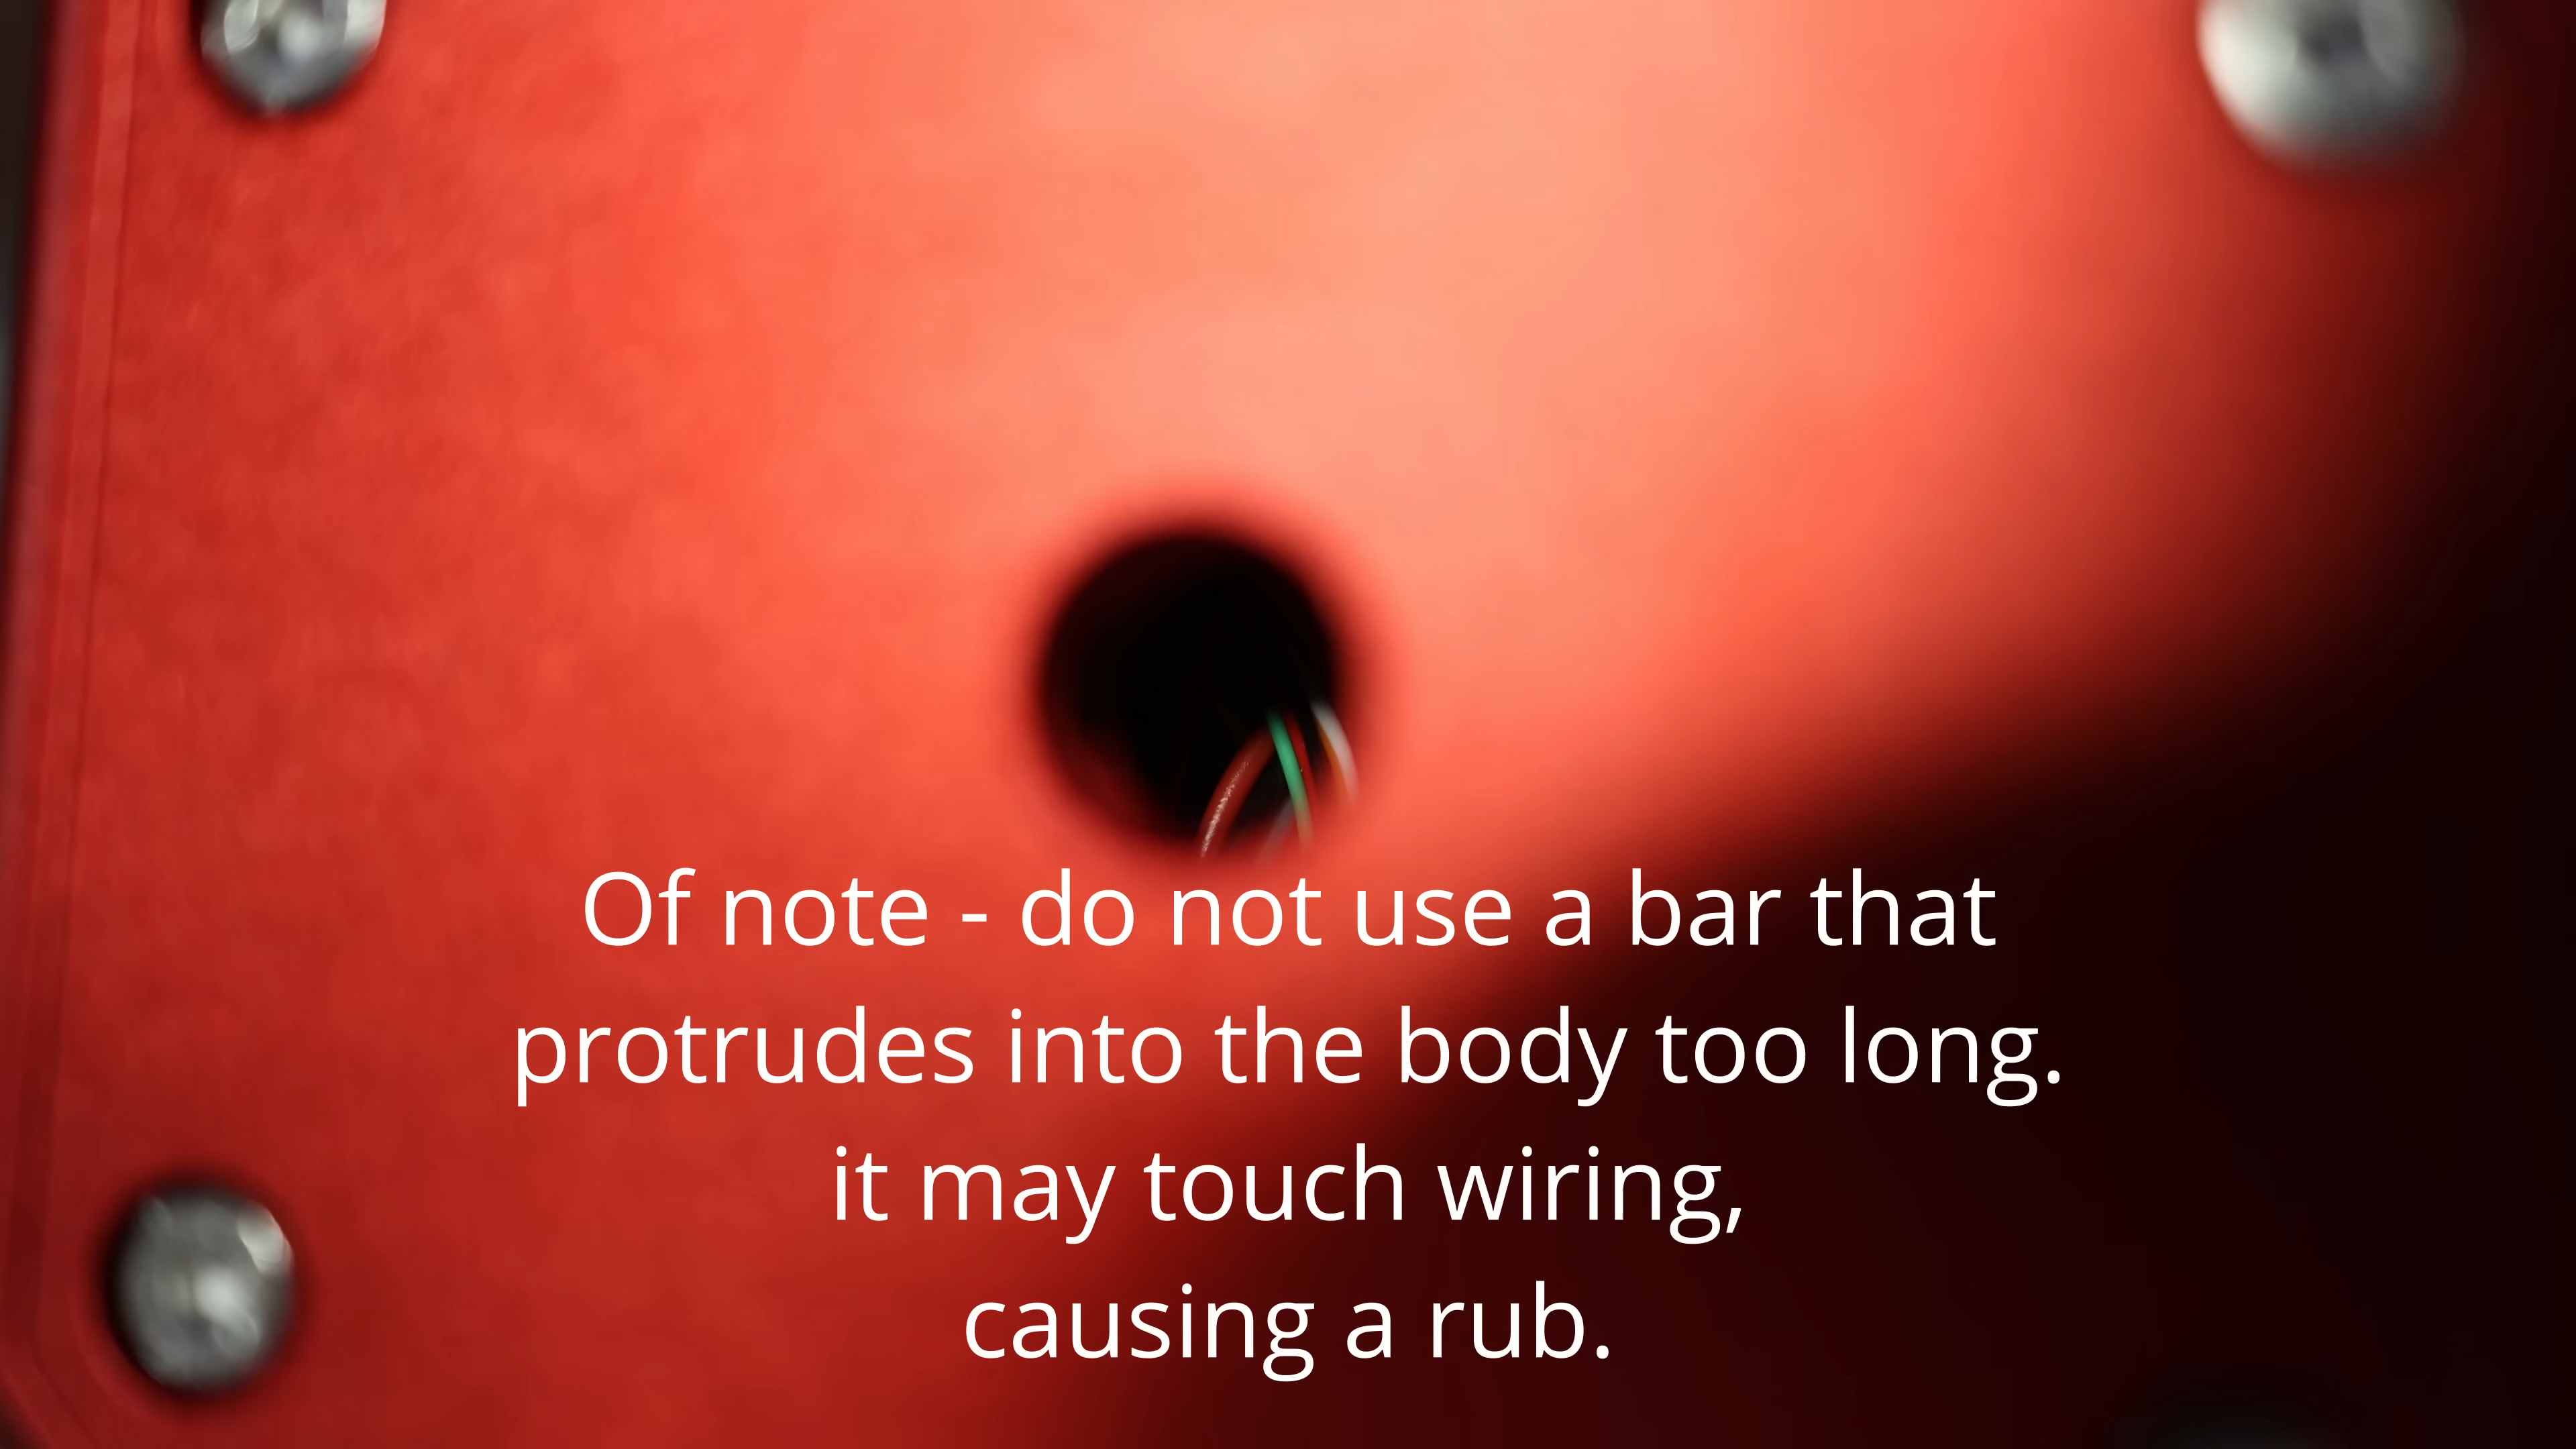 Of note - do not use a bar that
protrudes into the body too long.
it may touch wiring,
causing a rub.